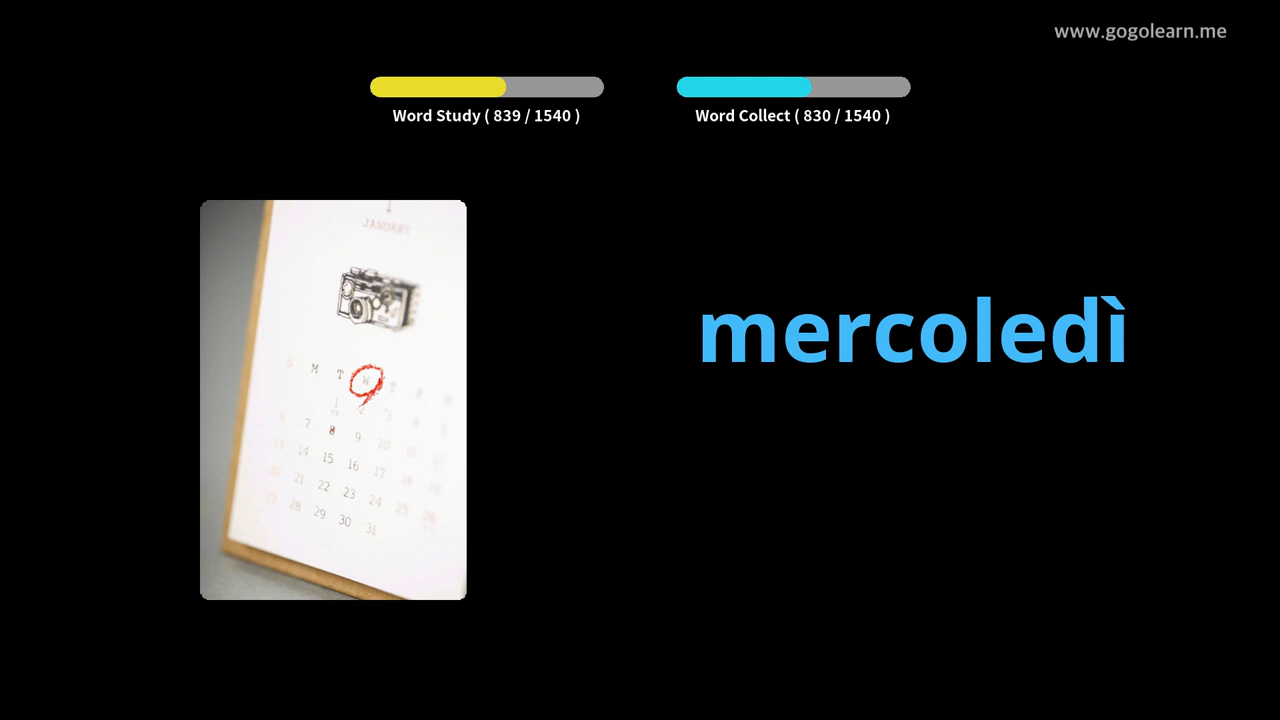 www.gogolearn.me
Word Study ( 839 / 1540 )
Word Collect ( 830 / 1540 )
mercoledì
JANUARY
S M T W T F S
1 2 3 4 5
6 7 8 9 10 11 12
13 14 15 16 17 18 19
20 21 22 23 24 25 26
27 28 29 30 31